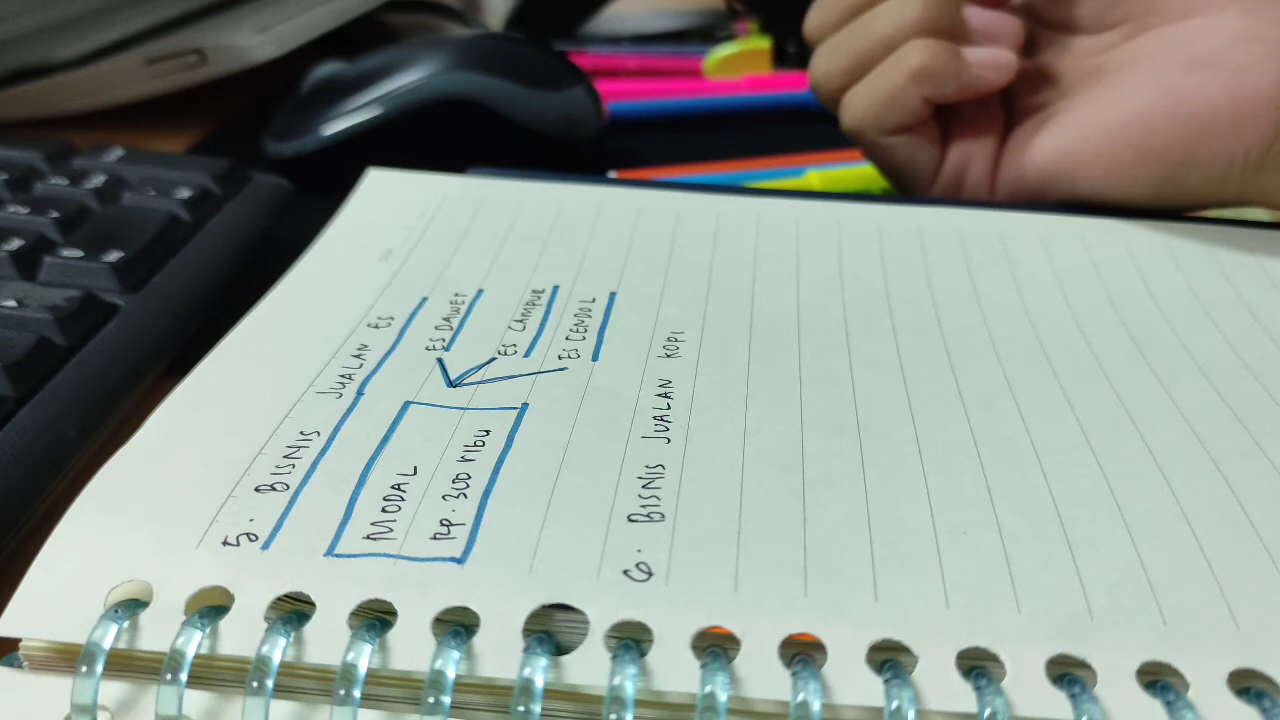 5. BISNIS JUALAN ES
MODAL
Rp. 300 ribu
ES DAWET
ES CAMPUR
ES CENDOL
6. BISNIS JUALAN KOPI